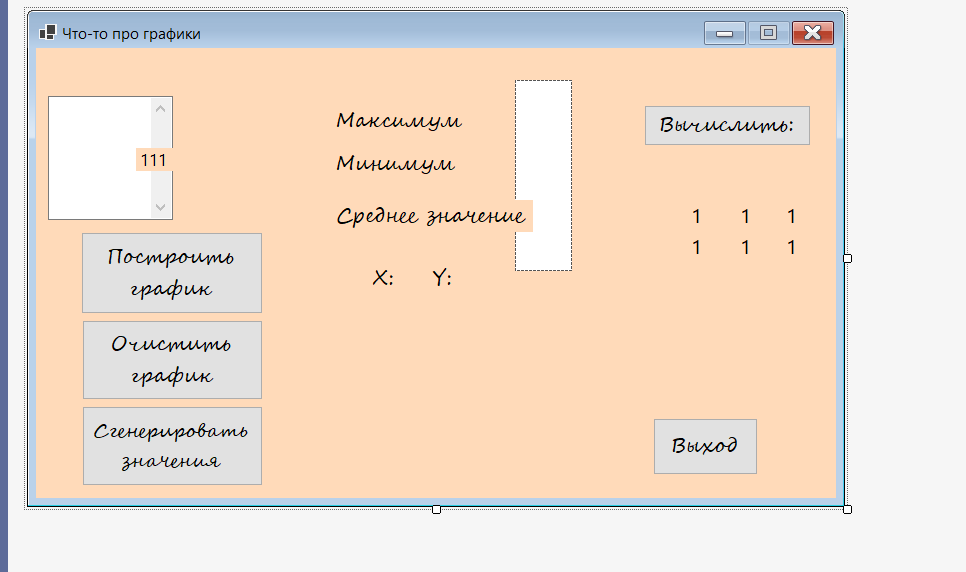 Что-то про графики
111
Построить
график
Очистить
график
Сгенерировать
значения
Максимум
Минимум
Среднее значение
X: Y:
Вычислить:
1 1 1
1 1 1
Выход